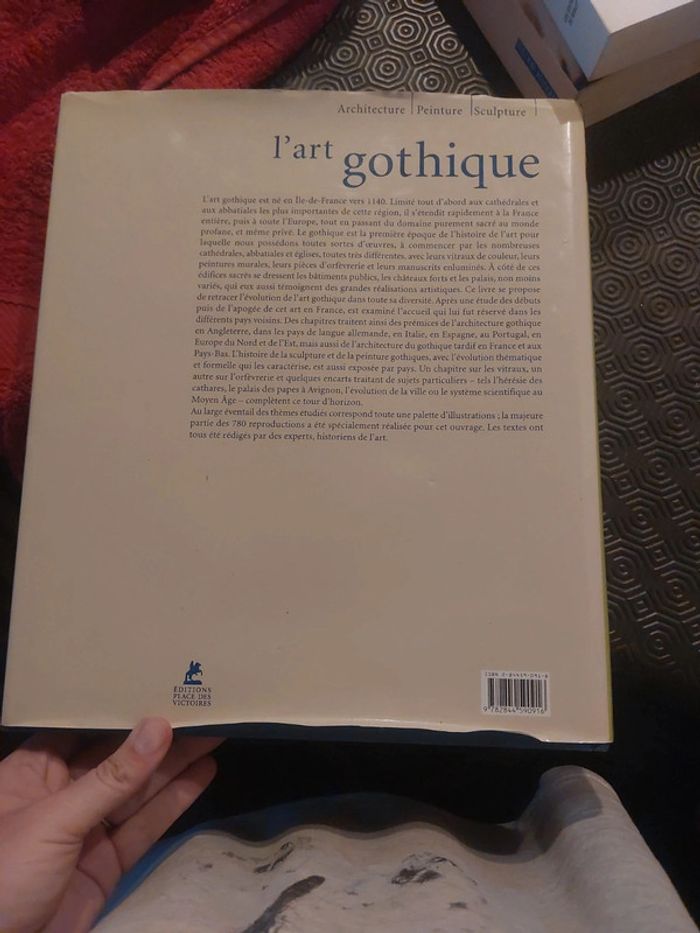 Architecture | Peinture | Sculpture |
l'art gothique
L'art gothique est né en Île-de-France vers 1140. Limité tout d'abord aux cathédrales et
aux abbatiales les plus importantes de cette région, il s'étendit rapidement à la France
entière, puis à toute l'Europe, tout en passant du domaine purement sacré au monde
profane, et même privé. Le gothique est la première époque de l'histoire de l'art pour
laquelle nous possédons toutes sortes d'œuvres, à commencer par les nombreuses
cathédrales, abbatiales et églises, toutes très différentes, avec leurs vitraux de couleur, leurs
peintures murales, leurs pièces d'orfèvrerie et leurs manuscrits enluminés. À côté de ces
édifices sacrés se dressent les bâtiments publics, les châteaux forts et les palais, non moins
variés, qui eux aussi témoignent des grandes réalisations artistiques. Ce livre se propose
de retracer l'évolution de l'art gothique dans toute sa diversité. Après une étude des débuts
puis de l'apogée de cet art en France, est examiné l'accueil qui lui fut réservé dans les
différents pays voisins. Des chapitres traitent ainsi des prémices de l'architecture gothique
en Angleterre, dans les pays de langue allemande, en Italie, en Espagne, au Portugal, en
Europe du Nord et de l'Est, mais aussi de l'architecture du gothique tardif en France et aux
Pays-Bas. L'histoire de la sculpture et de la peinture gothiques, avec l'évolution thématique
et formelle qui les caractérise, est aussi exposée par pays. Un chapitre sur les vitraux, un
autre sur l'orfèvrerie et quelques encarts traitant de sujets particuliers – tels l'hérésie des
cathares, le palais des papes à Avignon, l'évolution de la ville ou le système scientifique au
Moyen Âge – complètent ce tour d'horizon.
Au large éventail des thèmes étudiés correspond toute une palette d'illustrations ; la majeure
partie des 780 reproductions a été spécialement réalisée pour cet ouvrage. Les textes ont
tous été rédigés par des experts, historiens de l'art.
ÉDITIONS
PLACE DES
VICTOIRES
ISBN 2-84459-091-6
9 782844 590916